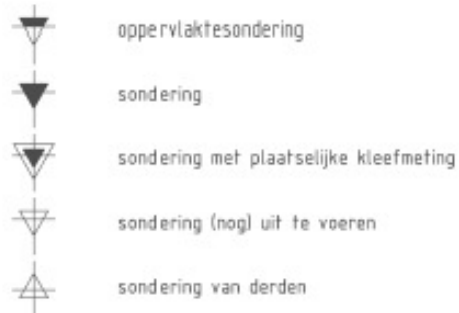 oppervlaktesondering
sondering
sondering met plaatselijke kleefmeting
sondering (nog) uit te voeren
sondering van derden